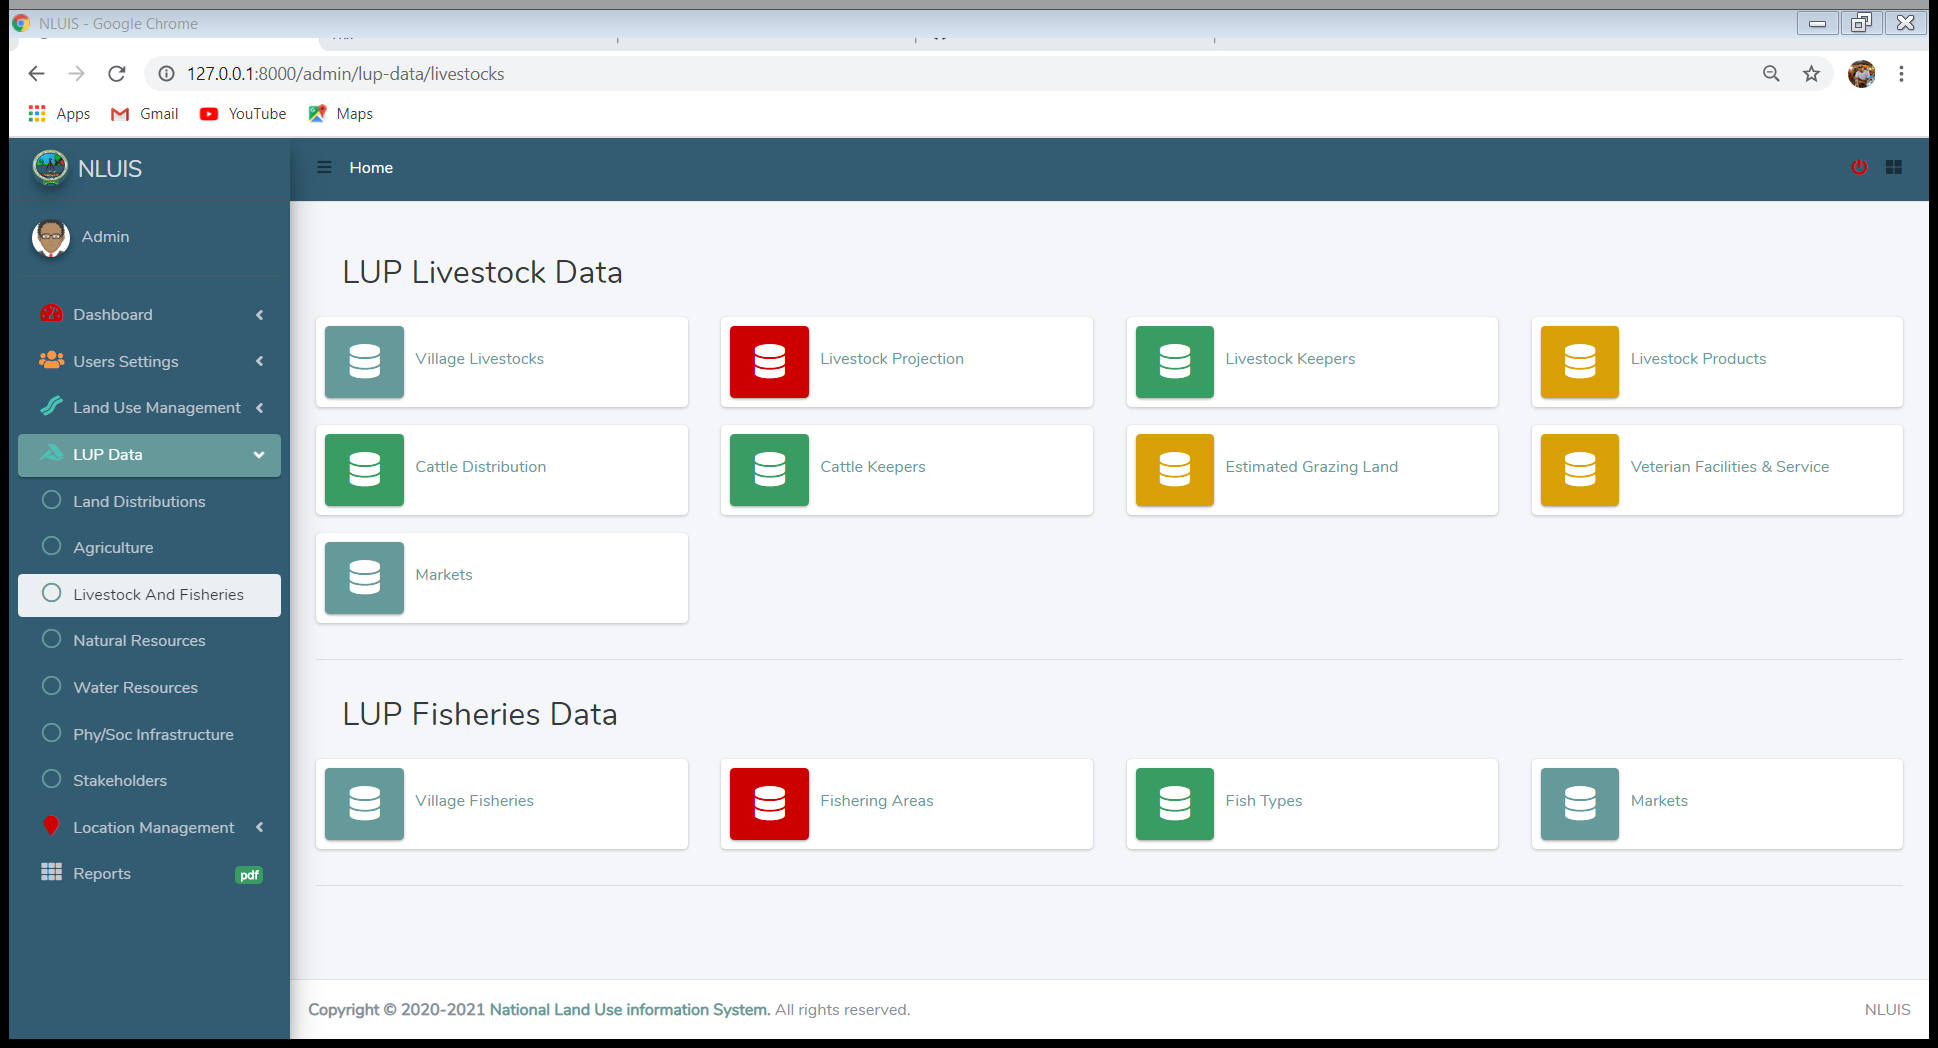 NLUIS - Google Chrome
127.0.0.1:8000/admin/lup-data/livestocks
Apps Gmail YouTube Maps
NLUIS
Home
Admin
Dashboard
Users Settings
Land Use Management
LUP Data
Land Distributions
Agriculture
Livestock And Fisheries
Natural Resources
Water Resources
Phy/Soc Infrastructure
Stakeholders
Location Management
Reports pdf
LUP Livestock Data
Village Livestocks Livestock Projection Livestock Keepers Livestock Products
Cattle Distribution Cattle Keepers Estimated Grazing Land Veterian Facilities & Service
Markets
LUP Fisheries Data
Village Fisheries Fishering Areas Fish Types Markets
Copyright © 2020-2021 National Land Use information System. All rights reserved. NLUIS